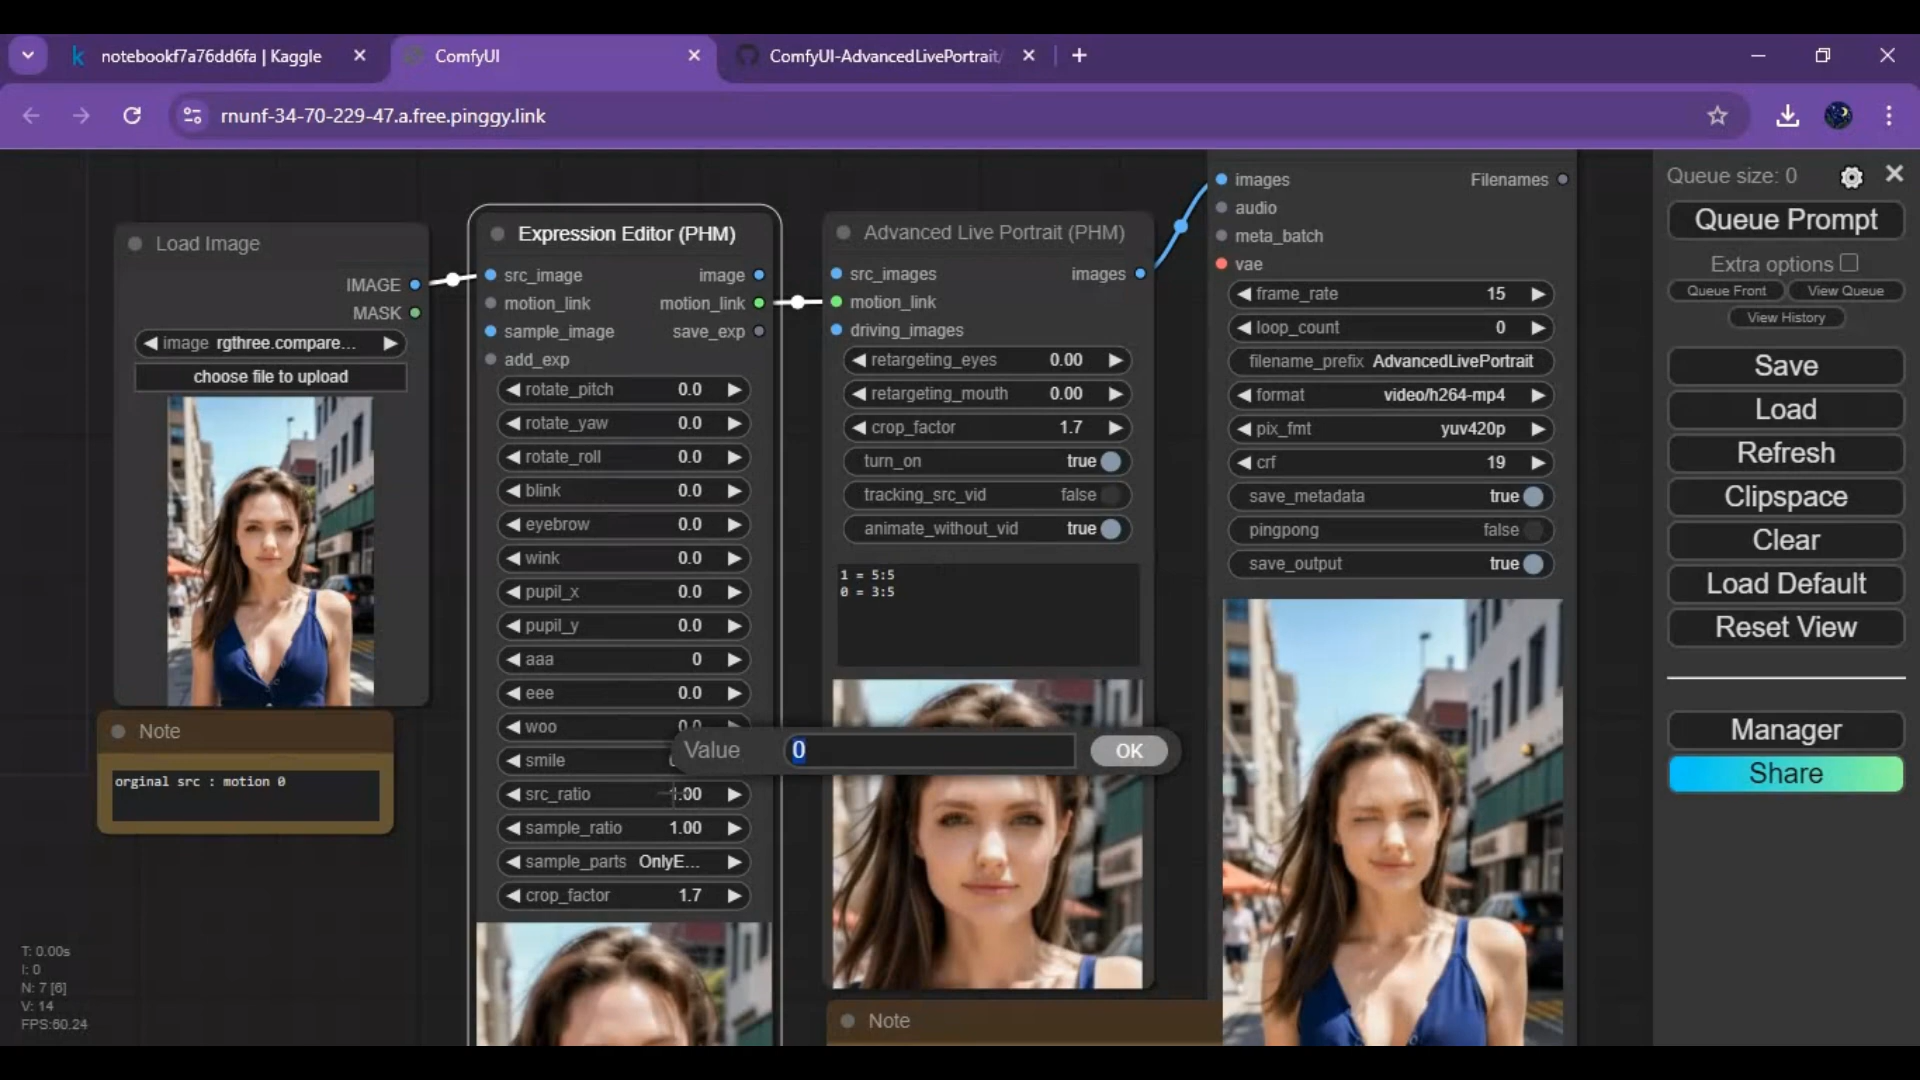 notebookf7a76dd6fa | Kaggle
ComfyUI
ComfyUI-AdvancedLivePortrait/
rnunf-34-70-229-47.a.free.pinggy.link
Load Image
IMAGE
MASK
image rgthree.compare...
choose file to upload
Note
orginal src : motion 0
T: 0.00s
I: 0
N: 7 [6]
V: 14
FPS:60.24
Expression Editor (PHM)
src_image image
motion_link motion_link
sample_image save_exp
add_exp
rotate_pitch 0.0
rotate_yaw 0.0
rotate_roll 0.0
blink 0.0
eyebrow 0.0
wink 0.0
pupil_x 0.0
pupil_y 0.0
aaa 0
eee 0.0
woo 0.0
smile
src_ratio 1.00
sample_ratio 1.00
sample_parts OnlyE...
crop_factor 1.7
Value 0 OK
Advanced Live Portrait (PHM)
src_images images
motion_link
driving_images
retargeting_eyes 0.00
retargeting_mouth 0.00
crop_factor 1.7
turn_on true
tracking_src_vid false
animate_without_vid true
1 = 5:5
0 = 3:5
Note
images Filenames
audio
meta_batch
vae
frame_rate 15
loop_count 0
filename_prefix AdvancedLivePortrait
format video/h264-mp4
pix_fmt yuv420p
crf 19
save_metadata true
pingpong false
save_output true
Queue size: 0
Queue Prompt
Extra options
Queue Front View Queue
View History
Save
Load
Refresh
Clipspace
Clear
Load Default
Reset View
Manager
Share